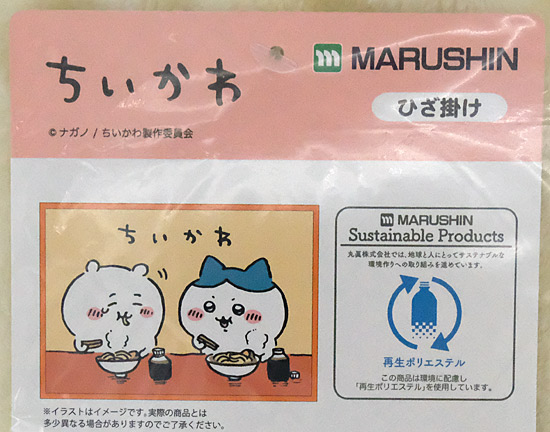 ちいかわ
MARUSHIN
ひざ掛け
©ナガノ / ちいかわ製作委員会
ちいかわ
MARUSHIN
Sustainable Products
丸眞株式会社では、地球と人にとってサステナブルな
環境作りへの取り組みを進めています。
再生ポリエステル
この商品は環境に配慮し
「再生ポリエステル」を使用しています。
※イラストはイメージです。実際の商品とは
多少異なる場合がありますのでご了承ください。